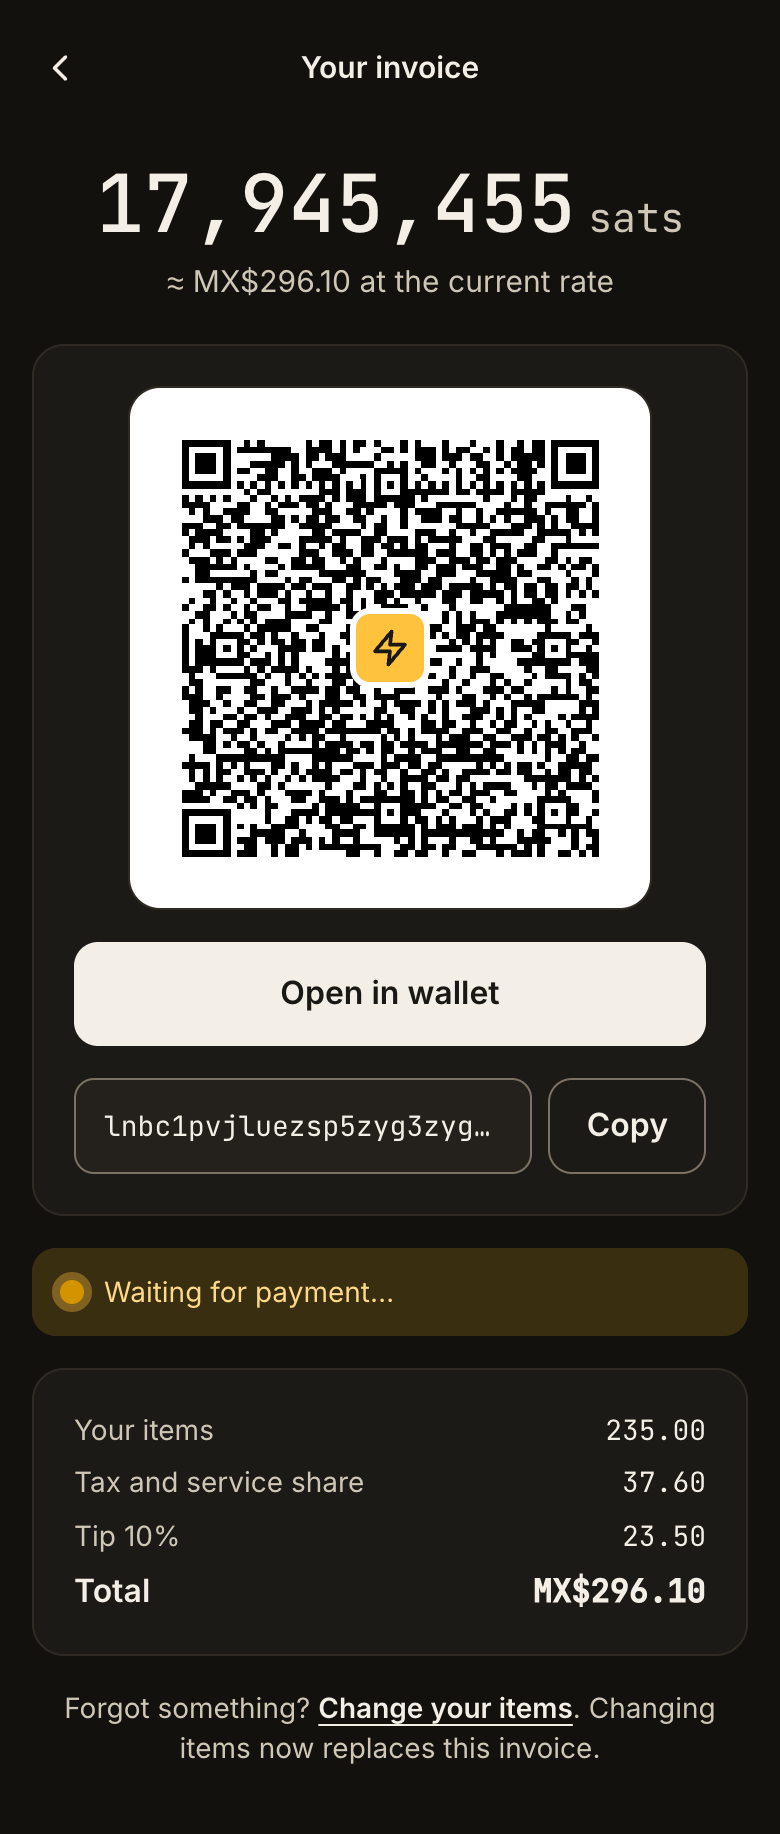 Your invoice
17,945,455 sats
≈ MX$296.10 at the current rate
Open in wallet
lnbc1pvjluezsp5zyg3zyg…
Copy
Waiting for payment…
Your items 235.00
Tax and service share 37.60
Tip 10% 23.50
Total MX$296.10
Forgot something? Change your items. Changing
items now replaces this invoice.